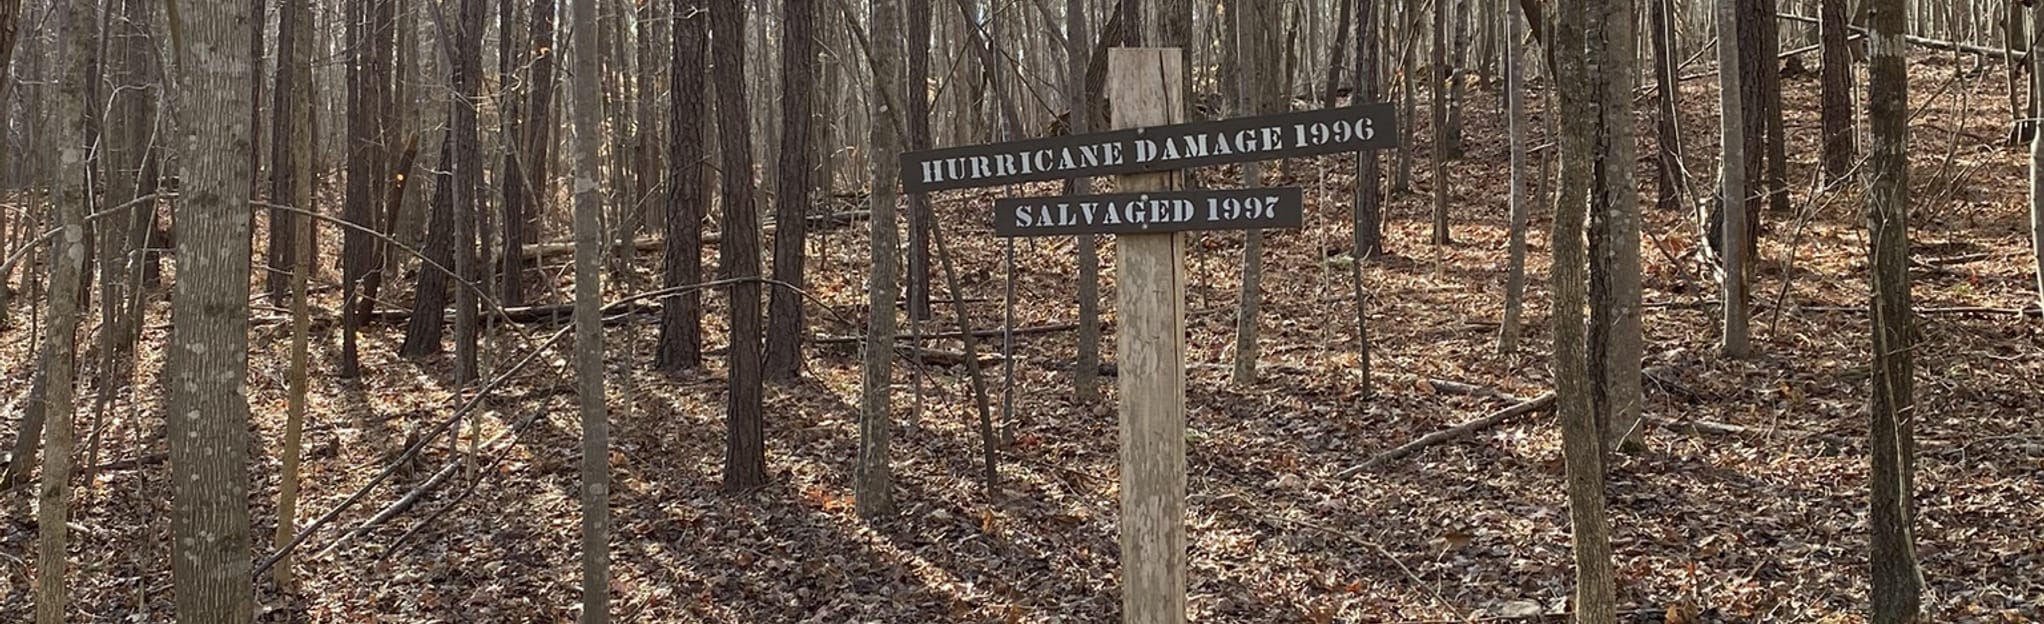 HURRICANE DAMAGE 1996
SALVAGED 1997